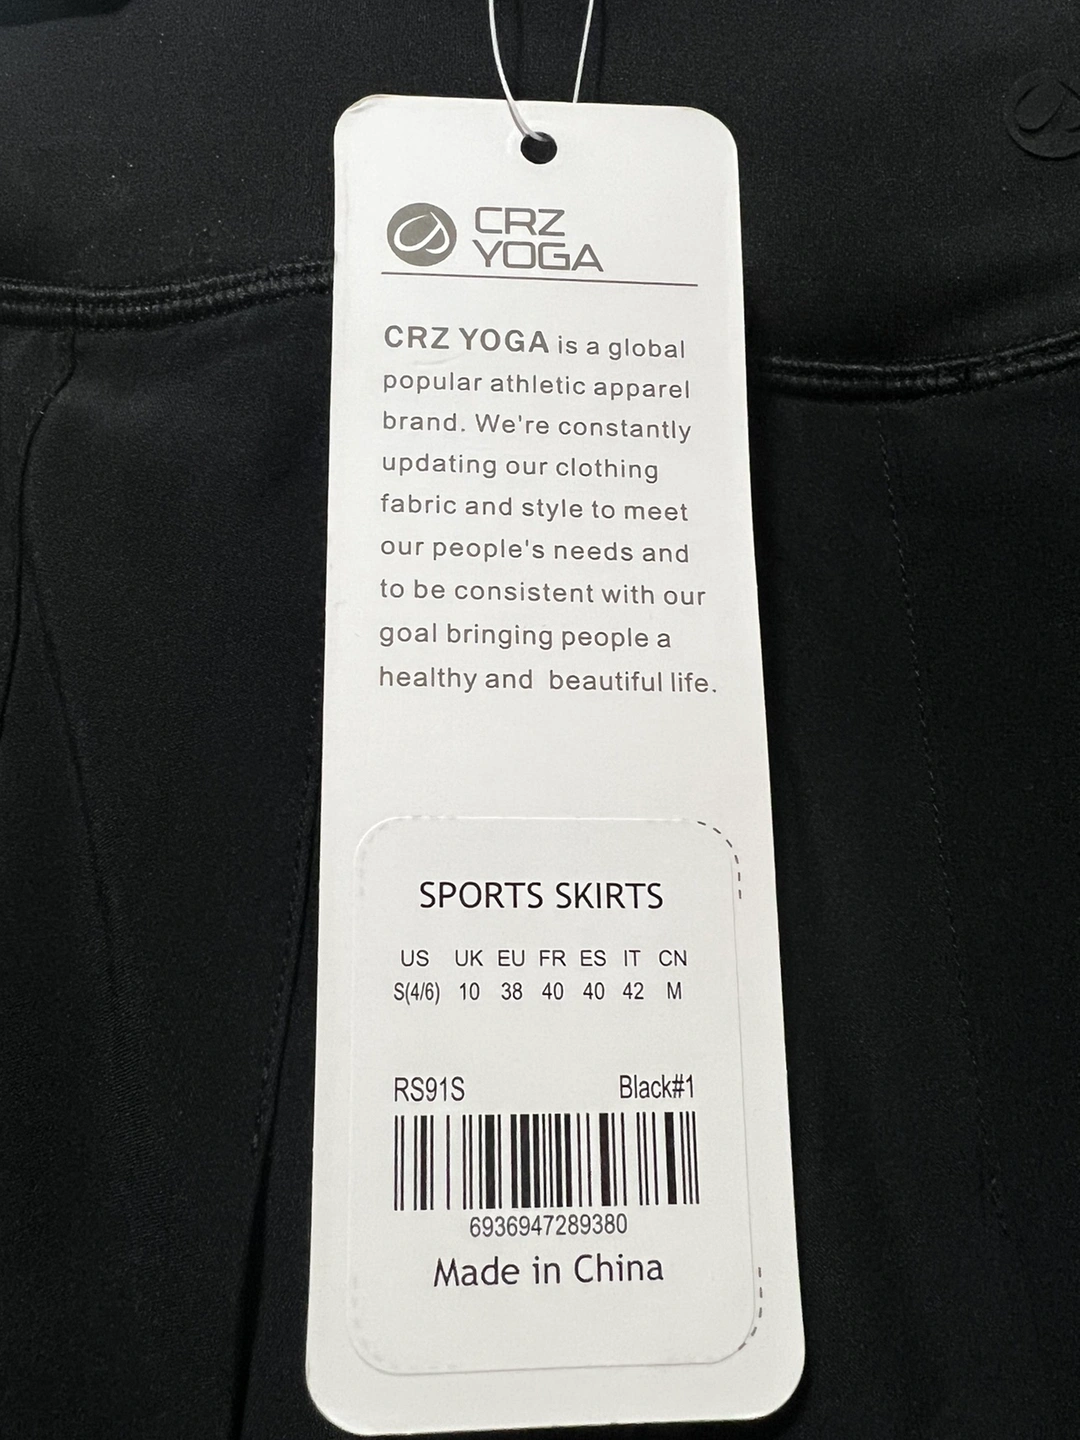 CRZ
YOGA
CRZ YOGA is a global
popular athletic apparel
brand. We're constantly
updating our clothing
fabric and style to meet
our people's needs and
to be consistent with our
goal bringing people a
healthy and beautiful life.
SPORTS SKIRTS
US UK EU FR ES IT CN
S(4/6) 10 38 40 40 42 M
RS91S Black#1
6936947289380
Made in China